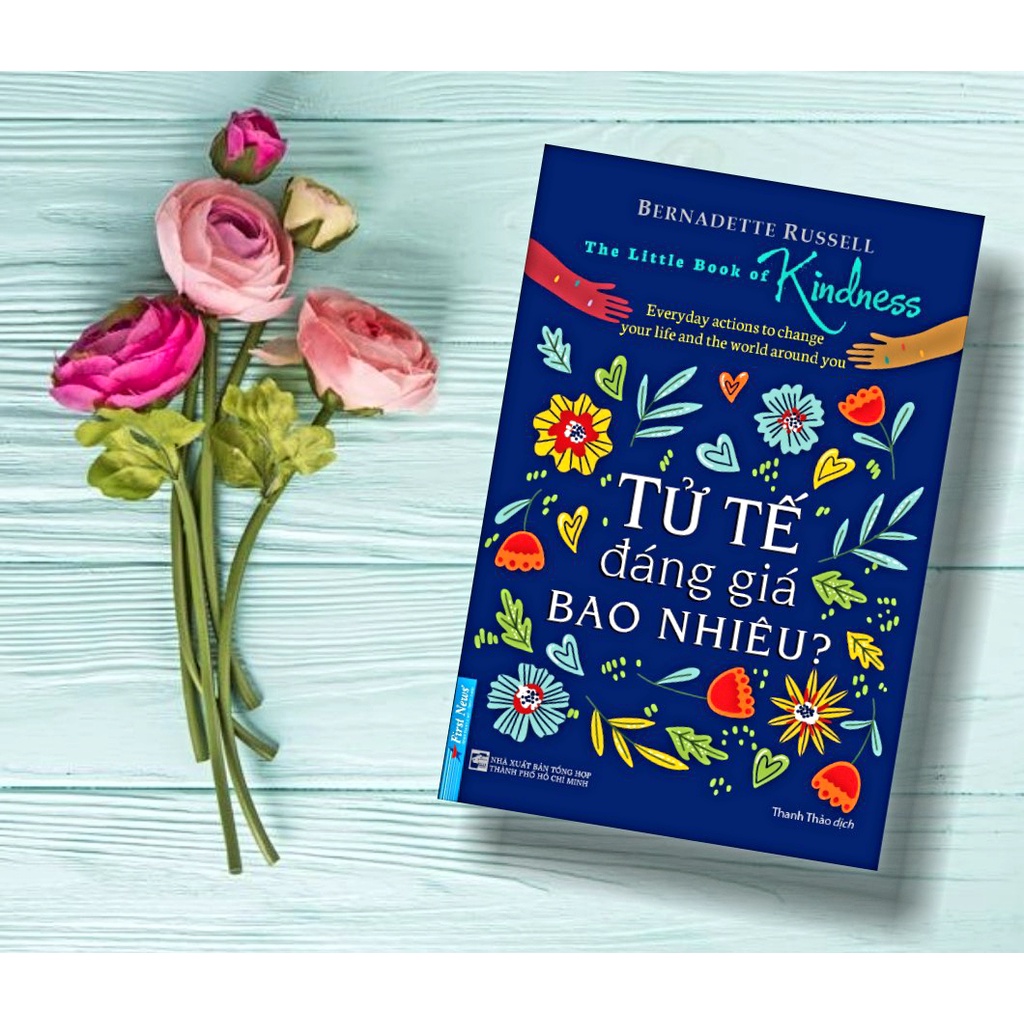 BERNADETTE RUSSELL
The Little Book of Kindness
Everyday actions to change
your life and the world around you
TỬ TẾ
đáng giá
BAO NHIÊU?
First News
NHÀ XUẤT BẢN TỔNG HỢP
THÀNH PHỐ HỒ CHÍ MINH
Thanh Thảo dịch